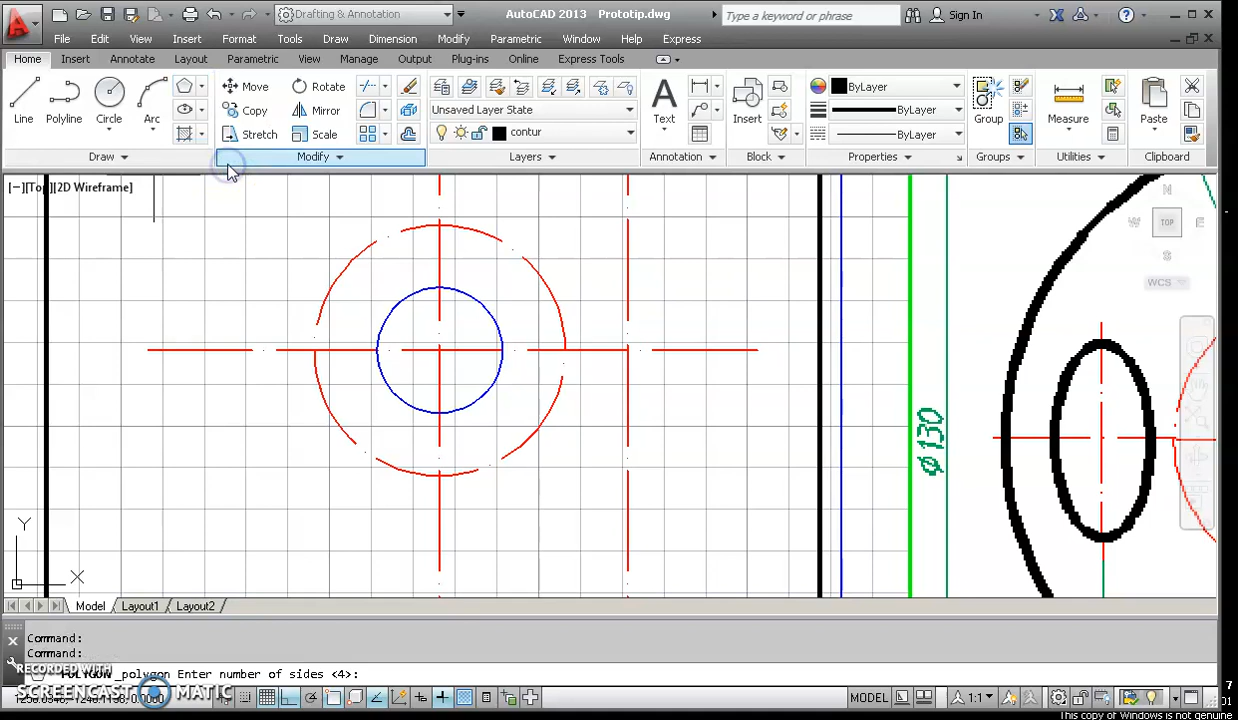 Drafting & Annotation
AutoCAD 2013 Prototip.dwg
Type a keyword or phrase
Sign In
File Edit View Insert Format Tools Draw Dimension Modify Parametric Window Help Express
Home Insert Annotate Layout Parametric View Manage Output Plug-ins Online Express Tools
Line Polyline Circle Arc
Draw
Move Rotate
Copy Mirror
Stretch Scale
Modify
Unsaved Layer State
contur
Layers
Text
Annotation
Insert
Block
ByLayer
ByLayer
ByLayer
Properties
Group
Groups
Measure
Utilities
Paste
Clipboard
[−][Top][2D Wireframe]
N
W TOP E
S
WCS
φ130
Y
X
Model Layout1 Layout2
Command:
Command:
POLYGON _polygon Enter number of sides <4>:
RECORDED WITH
SCREENCAST MATIC
MODEL
1:1
7
01
This copy of Windows is not genuine